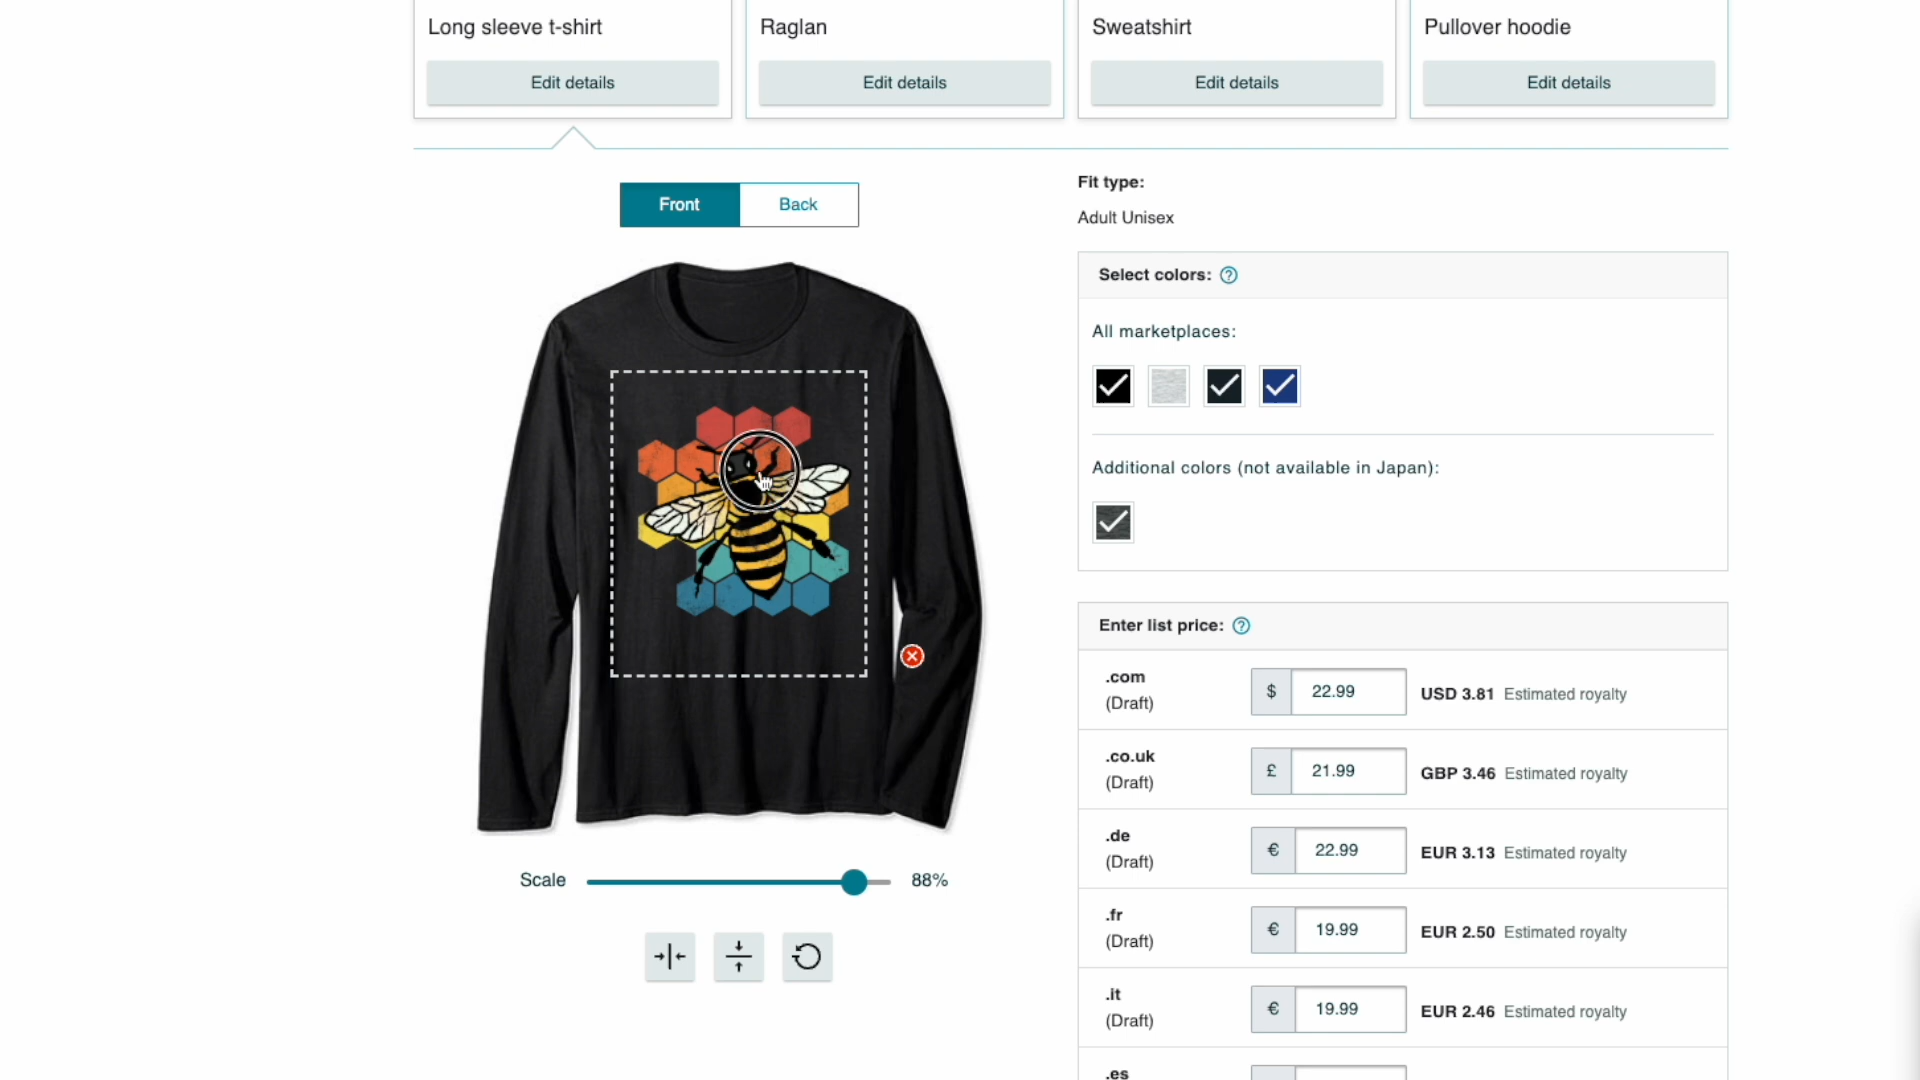 Long sleeve t-shirt
Raglan
Sweatshirt
Pullover hoodie
Edit details
Edit details
Edit details
Edit details
Front
Back
Fit type:
Adult Unisex
Select colors: ?
All marketplaces:
Additional colors (not available in Japan):
Enter list price: ?
.com
(Draft)
$ 22.99
USD 3.81 Estimated royalty
.co.uk
(Draft)
£ 21.99
GBP 3.46 Estimated royalty
.de
(Draft)
€ 22.99
EUR 3.13 Estimated royalty
.fr
(Draft)
€ 19.99
EUR 2.50 Estimated royalty
.it
(Draft)
€ 19.99
EUR 2.46 Estimated royalty
.es
Scale
88%